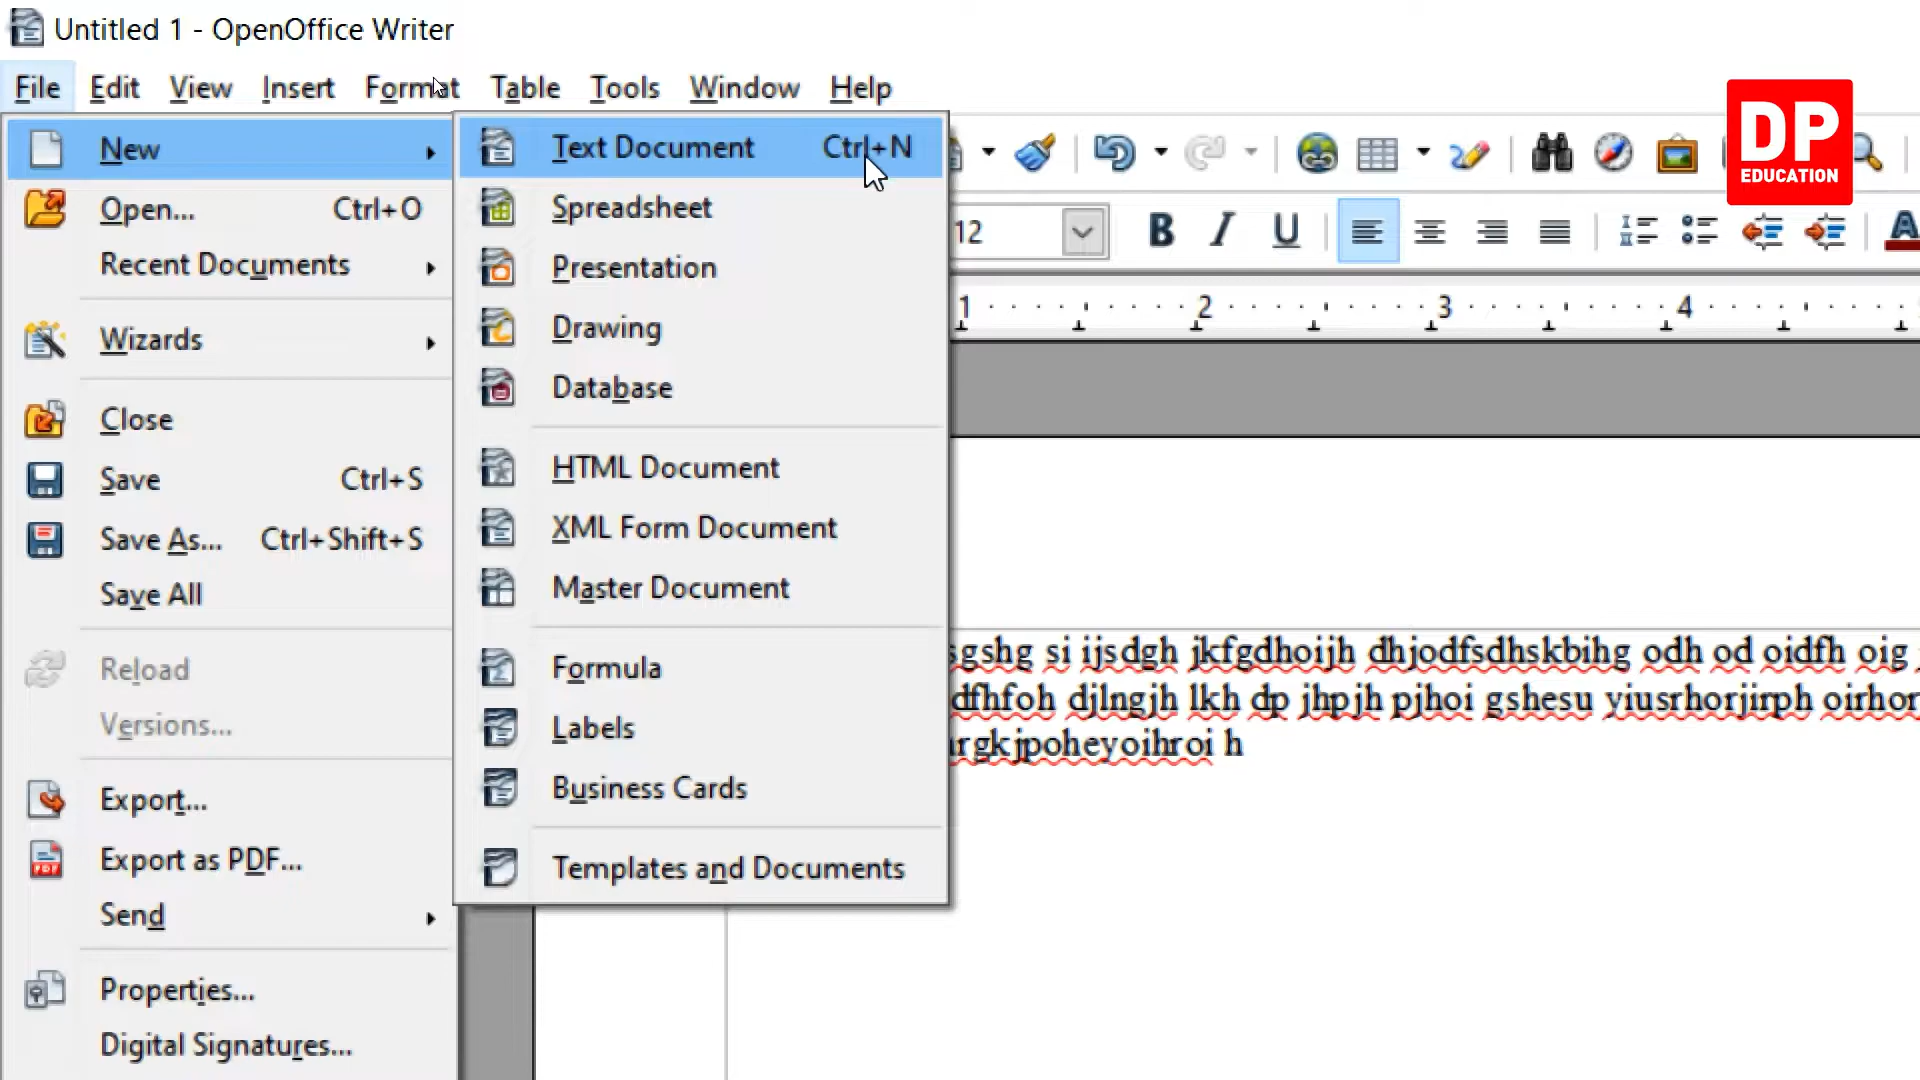 Untitled 1 - OpenOffice Writer
File Edit View Insert Format Table Tools Window Help
DP
EDUCATION
New
Open... Ctrl+O
Recent Documents
Wizards
Close
Save Ctrl+S
Save As... Ctrl+Shift+S
Save All
Reload
Versions...
Export...
Export as PDF...
Send
Properties...
Digital Signatures...
Text Document Ctrl+N
Spreadsheet
Presentation
Drawing
Database
HTML Document
XML Form Document
Master Document
Formula
Labels
Business Cards
Templates and Documents
12
B I U
1 2 3 4
sgshg si ijsdgh jkfgdhoijh dhjodfsdhskbihg odh od oidfh oig
dfhfoh djlngjh lkh dp jhpjh pjhoi gshesu yiusrhorjirph oirhor
rgkjpoheyoihroi h